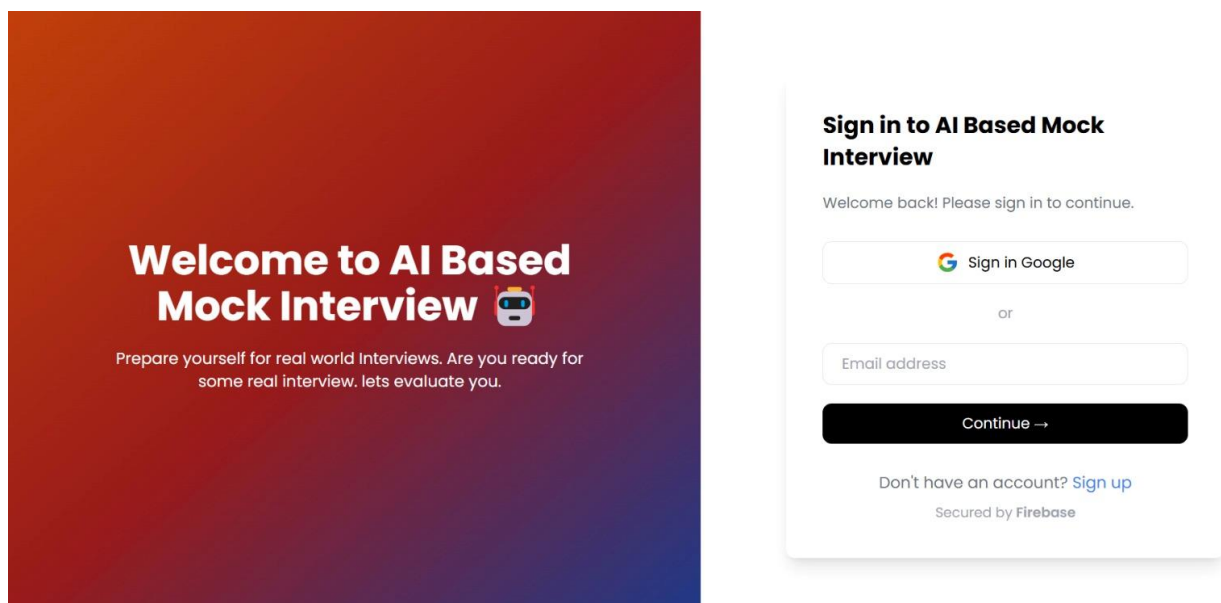 Welcome to AI Based
Mock Interview 🤖
Prepare yourself for real world Interviews. Are you ready for
some real interview. lets evaluate you.
Sign in to AI Based Mock
Interview
Welcome back! Please sign in to continue.
Sign in Google
or
Email address
Continue →
Don't have an account? Sign up
Secured by Firebase